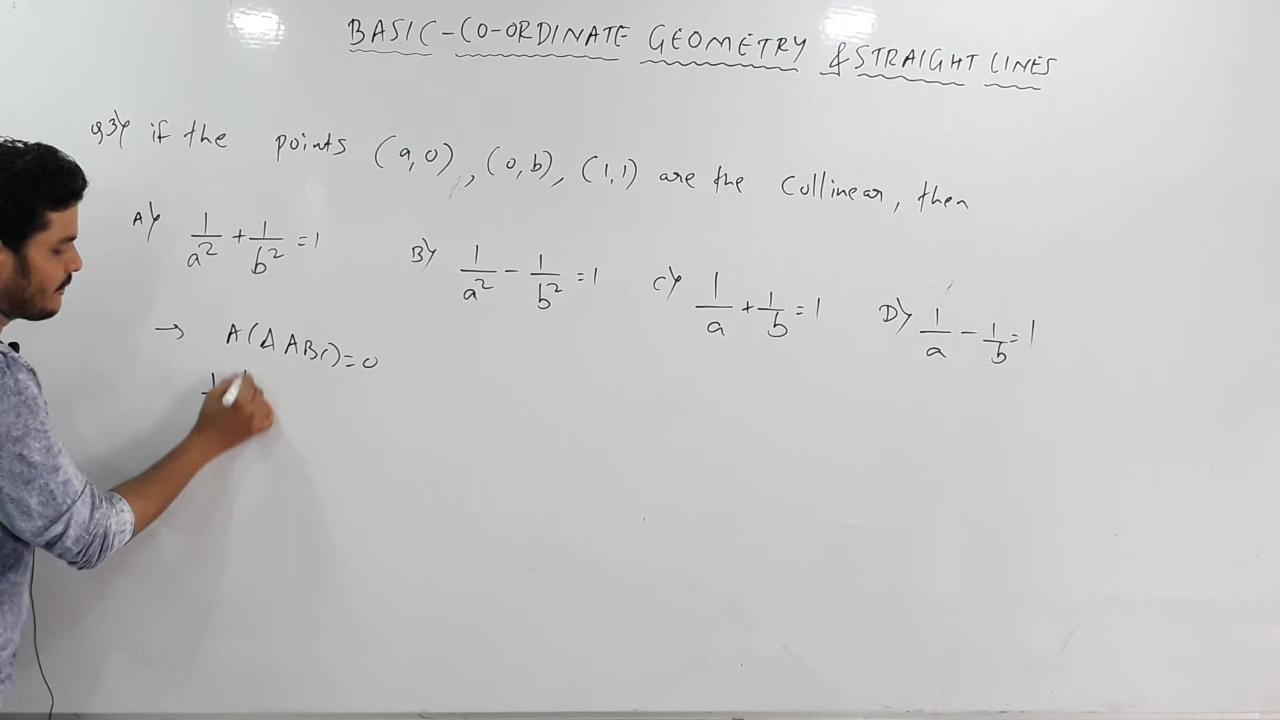 BASIC-CO-ORDINATE GEOMETRY & STRAIGHT LINES
Q3) if the points (a,0), (0,b), (1,1) are the Collinear, then
A) 1/a² + 1/b² = 1 B) 1/a² - 1/b² = 1 C) 1/a + 1/b = 1 D) 1/a - 1/b = 1
→ A(Δ ABC) = 0